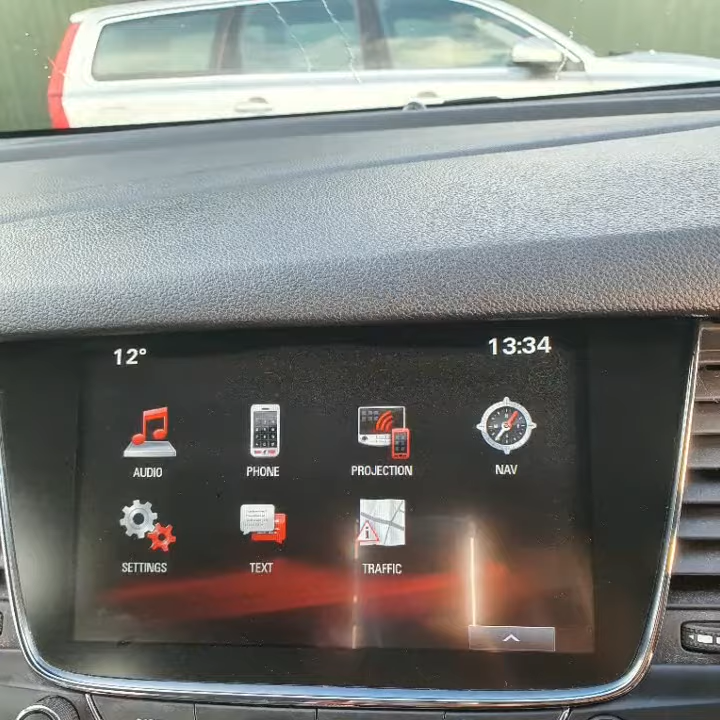 12°
13:34
AUDIO
PHONE
PROJECTION
NAV
SETTINGS
TEXT
TRAFFIC